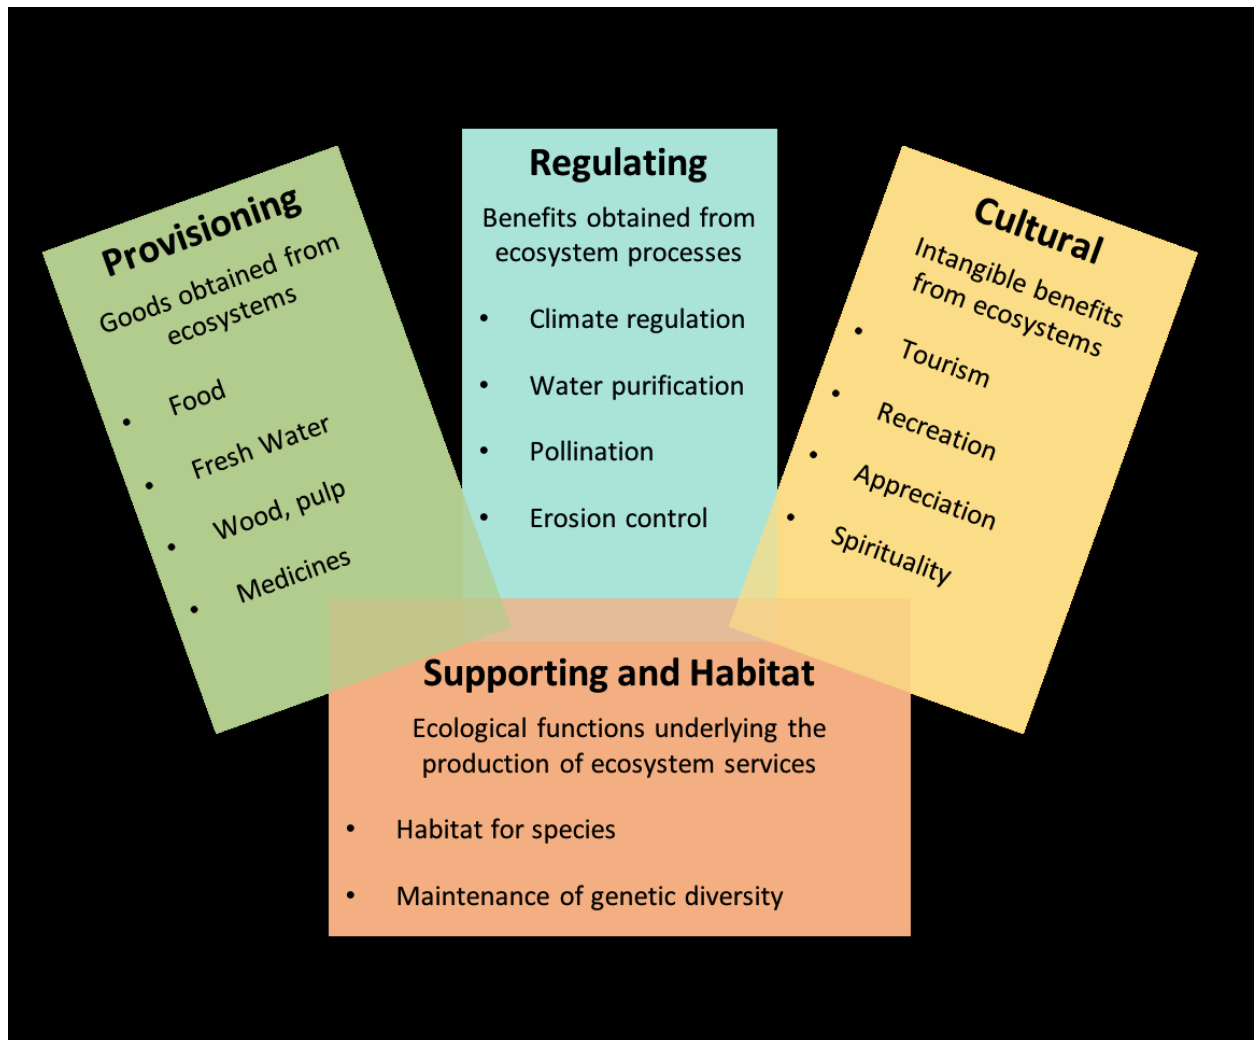 Provisioning
Goods obtained from
ecosystems
• Food
• Fresh Water
• Wood, pulp
• Medicines
Regulating
Benefits obtained from
ecosystem processes
• Climate regulation
• Water purification
• Pollination
• Erosion control
Cultural
Intangible benefits
from ecosystems
• Tourism
• Recreation
• Appreciation
• Spirituality
Supporting and Habitat
Ecological functions underlying the
production of ecosystem services
• Habitat for species
• Maintenance of genetic diversity